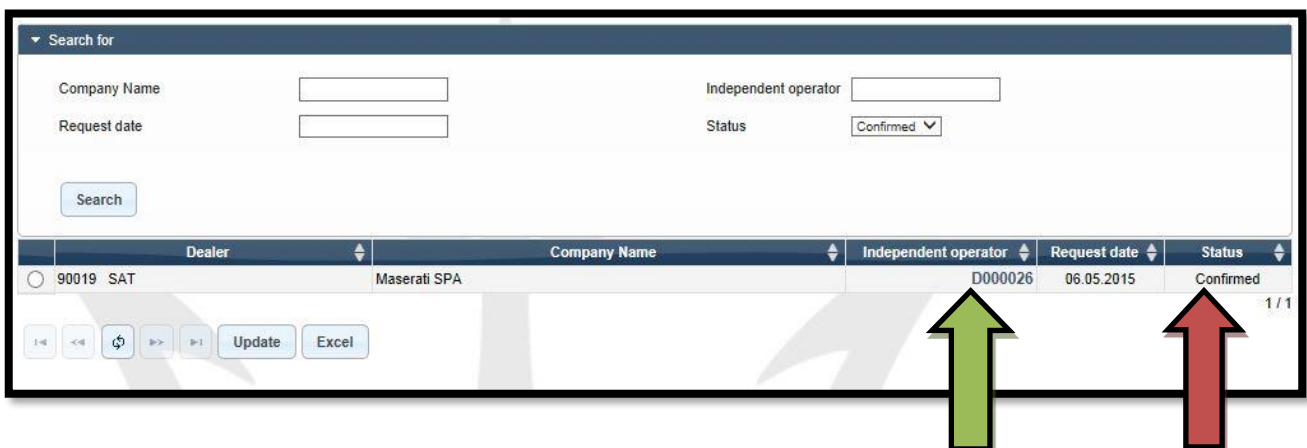 Search for
Company Name Independent operator
Request date Status Confirmed
Search
Dealer Company Name Independent operator Request date Status
90019 SAT Maserati SPA D000026 06.05.2015 Confirmed
1 / 1
Update Excel